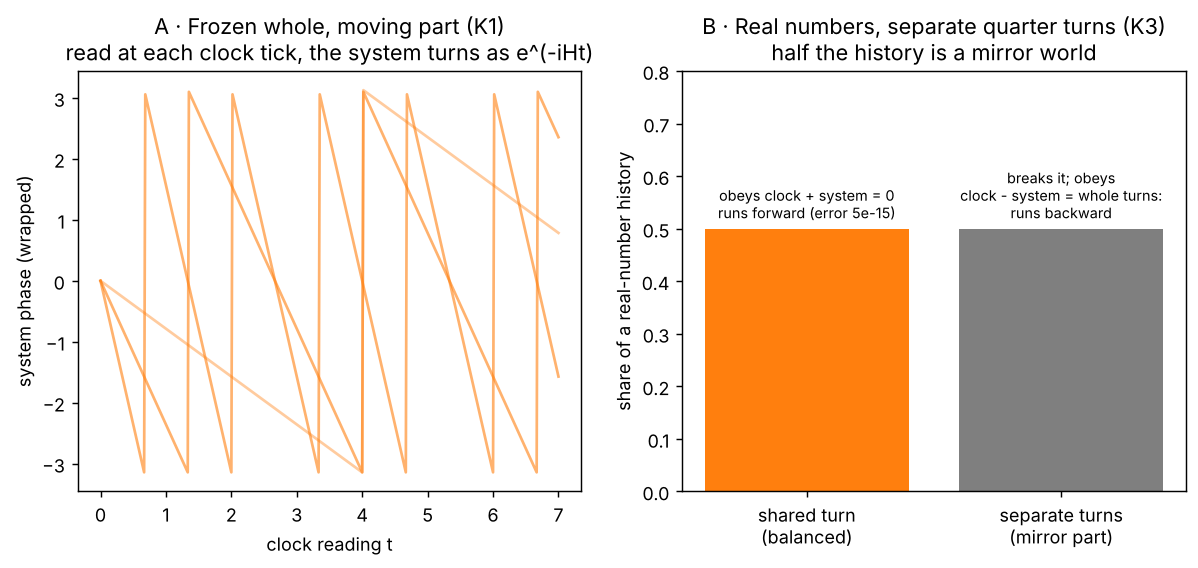 A · Frozen whole, moving part (K1)
read at each clock tick, the system turns as e^(-iHt)
system phase (wrapped)
3
2
1
0
−1
−2
−3
0 1 2 3 4 5 6 7
clock reading t
B · Real numbers, separate quarter turns (K3)
half the history is a mirror world
share of a real-number history
0.8
0.7
0.6
0.5
0.4
0.3
0.2
0.1
0.0
obeys clock + system = 0
runs forward (error 5e-15)
breaks it; obeys
clock - system = whole turns:
runs backward
shared turn
(balanced)
separate turns
(mirror part)